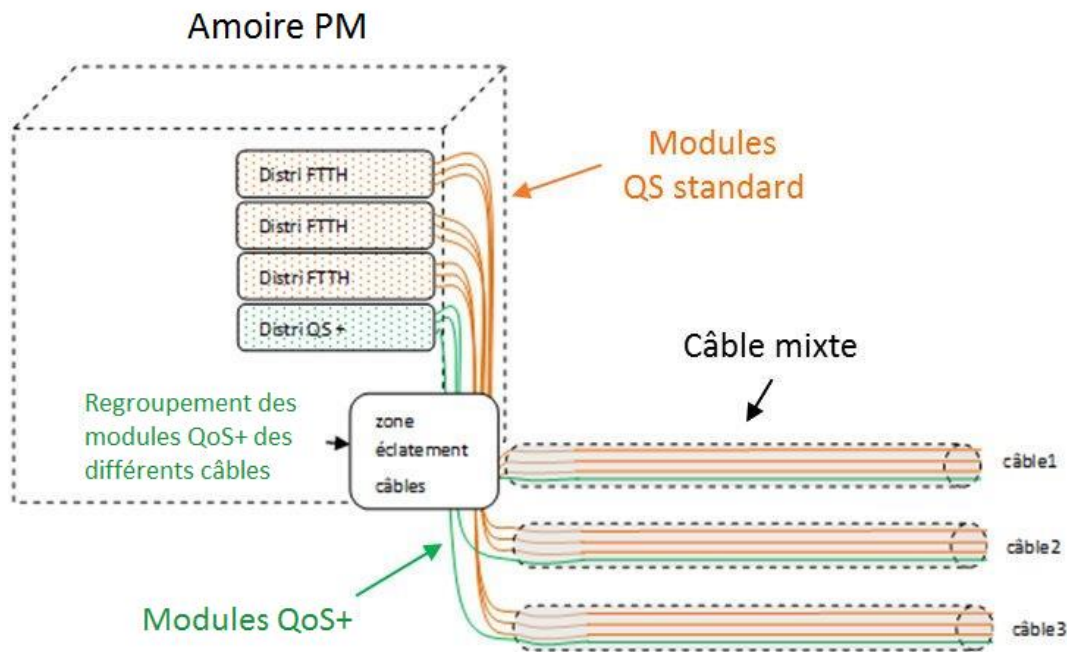 Amoire PM
Modules
QS standard
Distri FTTH
Distri FTTH
Distri FTTH
Distri QS +
Câble mixte
Regroupement des
modules QoS+ des
différents câbles
zone
éclatement
câbles
câble1
câble2
câble3
Modules QoS+